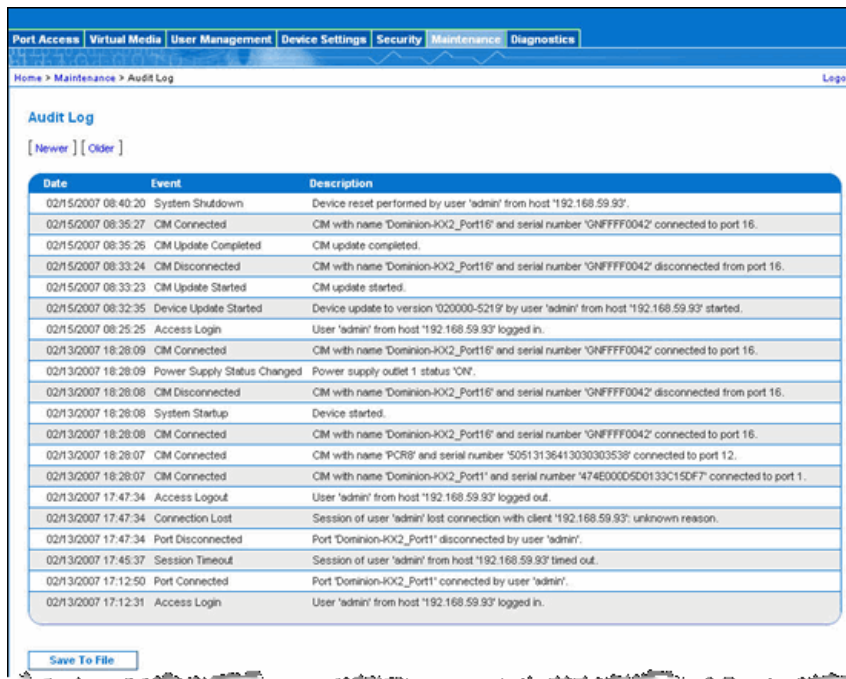 Port Access Virtual Media User Management Device Settings Security Maintenance Diagnostics
Home > Maintenance > Audit Log Logo
Audit Log
[ Newer ] [ Older ]
Date Event Description
02/15/2007 08:40:20 System Shutdown Device reset performed by user 'admin' from host '192.168.59.93'.
02/15/2007 08:35:27 CIM Connected CIM with name 'Dominion-KX2_Port16' and serial number 'GNFFFF0042' connected to port 16.
02/15/2007 08:35:26 CIM Update Completed CIM update completed.
02/15/2007 08:33:24 CIM Disconnected CIM with name 'Dominion-KX2_Port16' and serial number 'GNFFFF0042' disconnected from port 16.
02/15/2007 08:33:23 CIM Update Started CIM update started.
02/15/2007 08:32:35 Device Update Started Device update to version '020000-5219' by user 'admin' from host '192.168.59.93' started.
02/15/2007 08:25:25 Access Login User 'admin' from host '192.168.59.93' logged in.
02/13/2007 18:28:09 CIM Connected CIM with name 'Dominion-KX2_Port16' and serial number 'GNFFFF0042' connected to port 16.
02/13/2007 18:28:09 Power Supply Status Changed Power supply outlet 1 status 'ON'.
02/13/2007 18:28:08 CIM Disconnected CIM with name 'Dominion-KX2_Port16' and serial number 'GNFFFF0042' disconnected from port 16.
02/13/2007 18:28:08 System Startup Device started.
02/13/2007 18:28:08 CIM Connected CIM with name 'Dominion-KX2_Port16' and serial number 'GNFFFF0042' connected to port 16.
02/13/2007 18:28:07 CIM Connected CIM with name 'PCR8' and serial number '50513136413030303538' connected to port 12.
02/13/2007 18:28:07 CIM Connected CIM with name 'Dominion-KX2_Port1' and serial number '474E000D5D0133C15DF7' connected to port 1.
02/13/2007 17:47:34 Access Logout User 'admin' from host '192.168.59.93' logged out.
02/13/2007 17:47:34 Connection Lost Session of user 'admin' lost connection with client '192.168.59.93': unknown reason.
02/13/2007 17:47:34 Port Disconnected Port 'Dominion-KX2_Port1' disconnected by user 'admin'.
02/13/2007 17:45:37 Session Timeout Session of user 'admin' from host '192.168.59.93' timed out.
02/13/2007 17:12:50 Port Connected Port 'Dominion-KX2_Port1' connected by user 'admin'.
02/13/2007 17:12:31 Access Login User 'admin' from host '192.168.59.93' logged in.
Save To File